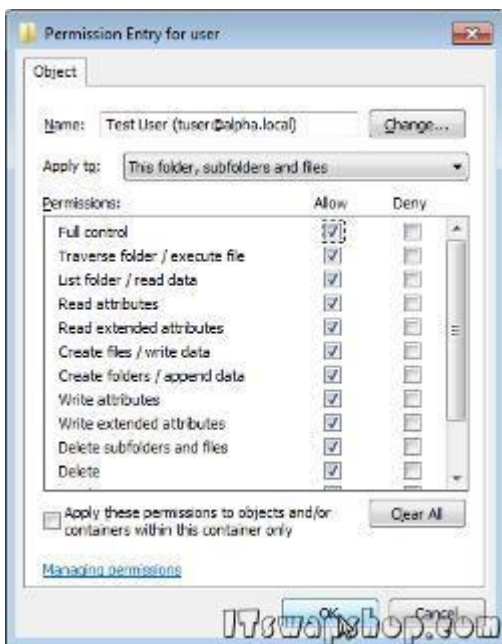 Permission Entry for user
Object
Name: Test User (tuser@alpha.local) Change...
Apply to: This folder, subfolders and files
Permissions: Allow Deny
Full control
Traverse folder / execute file
List folder / read data
Read attributes
Read extended attributes
Create files / write data
Create folders / append data
Write attributes
Write extended attributes
Delete subfolders and files
Delete
Apply these permissions to objects and/or
containers within this container only
Clear All
Managing permissions
OK Cancel
ITswapshop.com